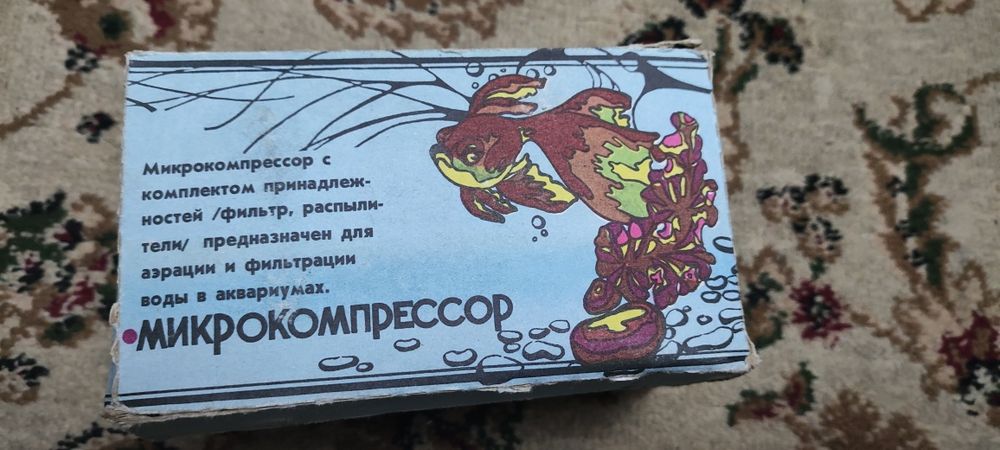 Микрокомпрессор с
комплектом принадлеж-
ностей /фильтр, распыли-
тели/ предназначен для
аэрации и фильтрации
воды в аквариумах.
•МИКРОКОМПРЕССОР